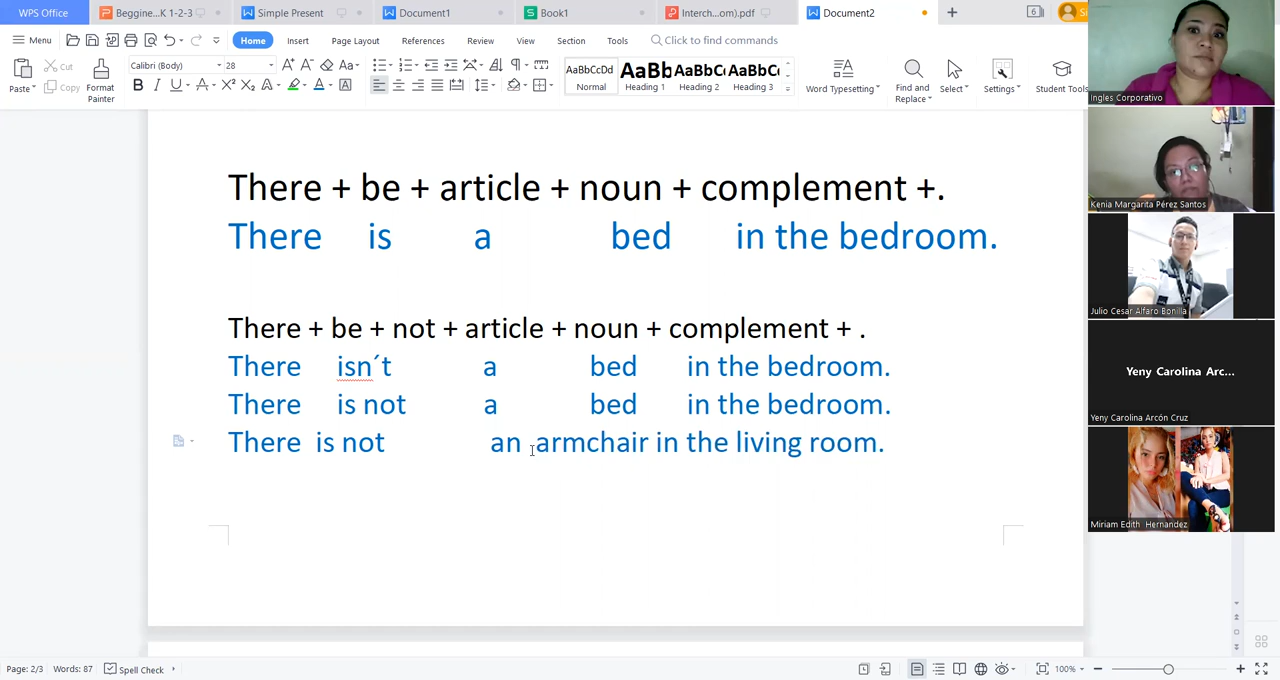 WPS Office
Beggine...K 1-2-3
Simple Present
Document1
Book1
Interch...om).pdf
Document2
6
Menu
Home
Insert
Page Layout
References
Review
View
Section
Tools
Click to find commands
Paste
Cut
Copy
Format Painter
Calibri (Body)
28
AaBbCcDd
Normal
Heading 1
Heading 2
Heading 3
Word Typesetting
Find and Replace
Select
Settings
Student Tools
There + be + article + noun + complement +.
There is a bed in the bedroom.
There + be + not + article + noun + complement + .
There isn´t a bed in the bedroom.
There is not a bed in the bedroom.
There is not an armchair in the living room.
Ingles Corporativo
Kenia Margarita Pérez Santos
Julio Cesar Alfaro Bonilla
Yeny Carolina Arc...
Yeny Carolina Arcón Cruz
Miriam Edith Hernandez
Page: 2/3
Words: 87
Spell Check
100%